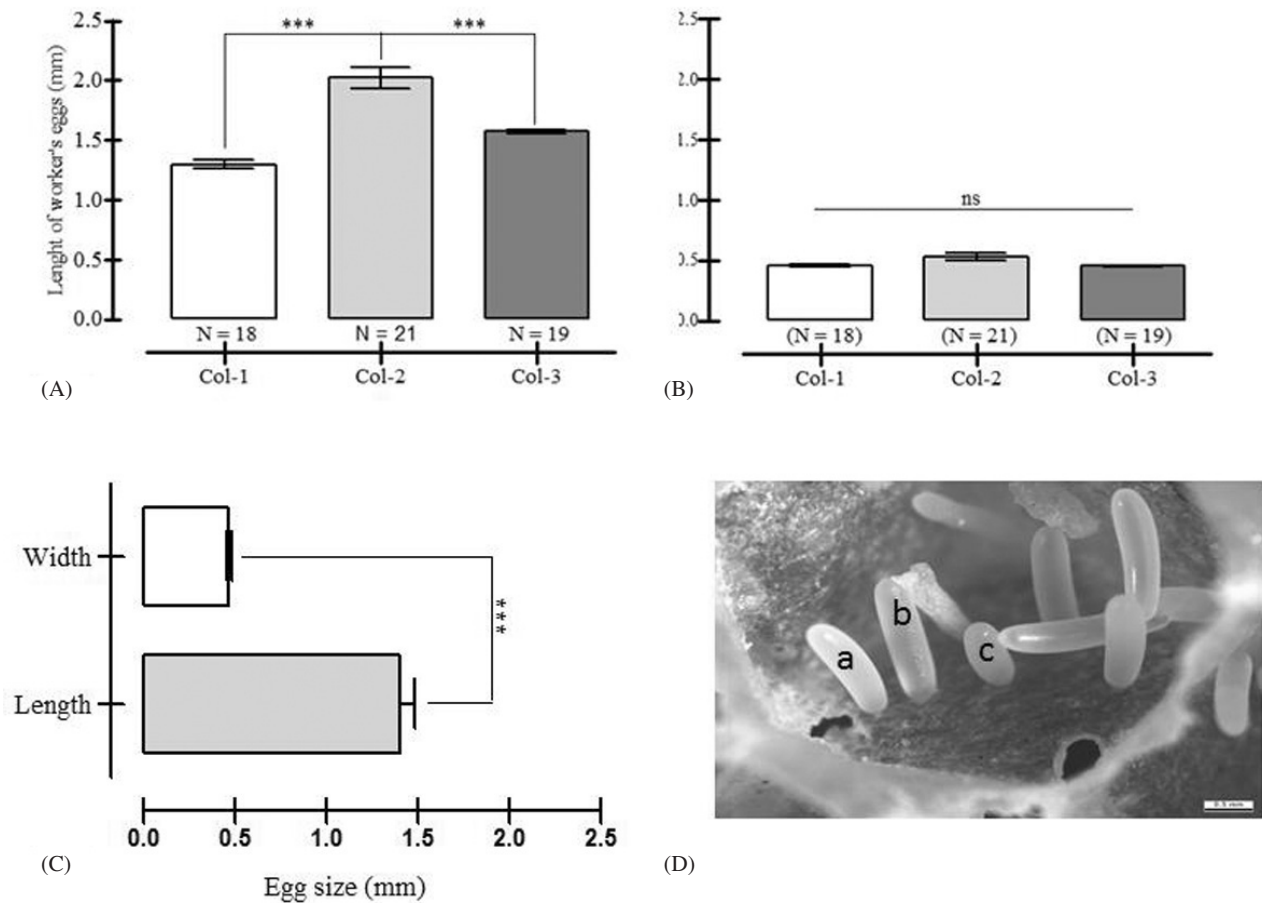 2.5
2.0
1.5
1.0
0.5
0.0
Lenght of worker's eggs (mm)
*** ***
N = 18 N = 21 N = 19
Col-1 Col-2 Col-3
(A)
2.5
2.0
1.5
1.0
0.5
0.0
ns
(N = 18) (N = 21) (N = 19)
Col-1 Col-2 Col-3
(B)
Width
Length
***
0.0 0.5 1.0 1.5 2.0 2.5
Egg size (mm)
(C)
a b c
(D)